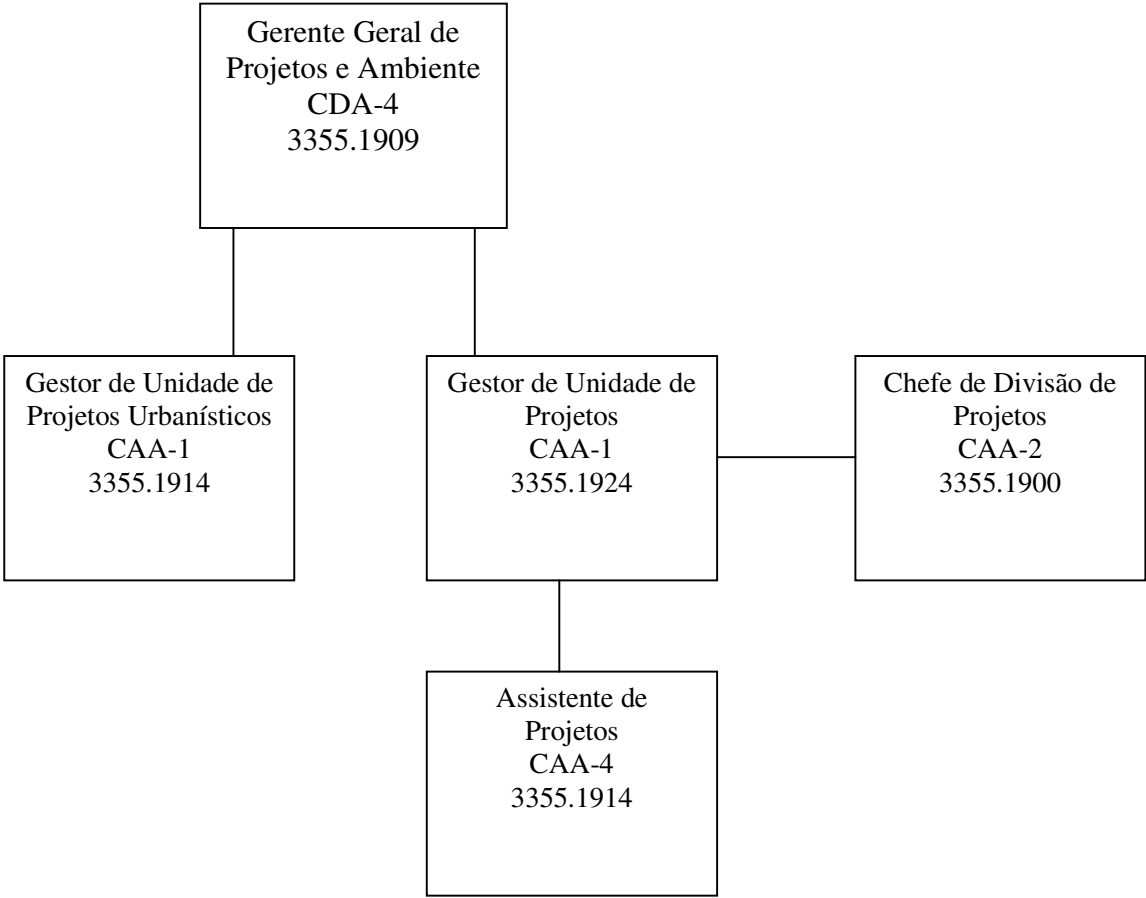 Gerente Geral de
Projetos e Ambiente
CDA-4
3355.1909
Gestor de Unidade de
Projetos Urbanísticos
CAA-1
3355.1914
Gestor de Unidade de
Projetos
CAA-1
3355.1924
Chefe de Divisão de
Projetos
CAA-2
3355.1900
Assistente de
Projetos
CAA-4
3355.1914